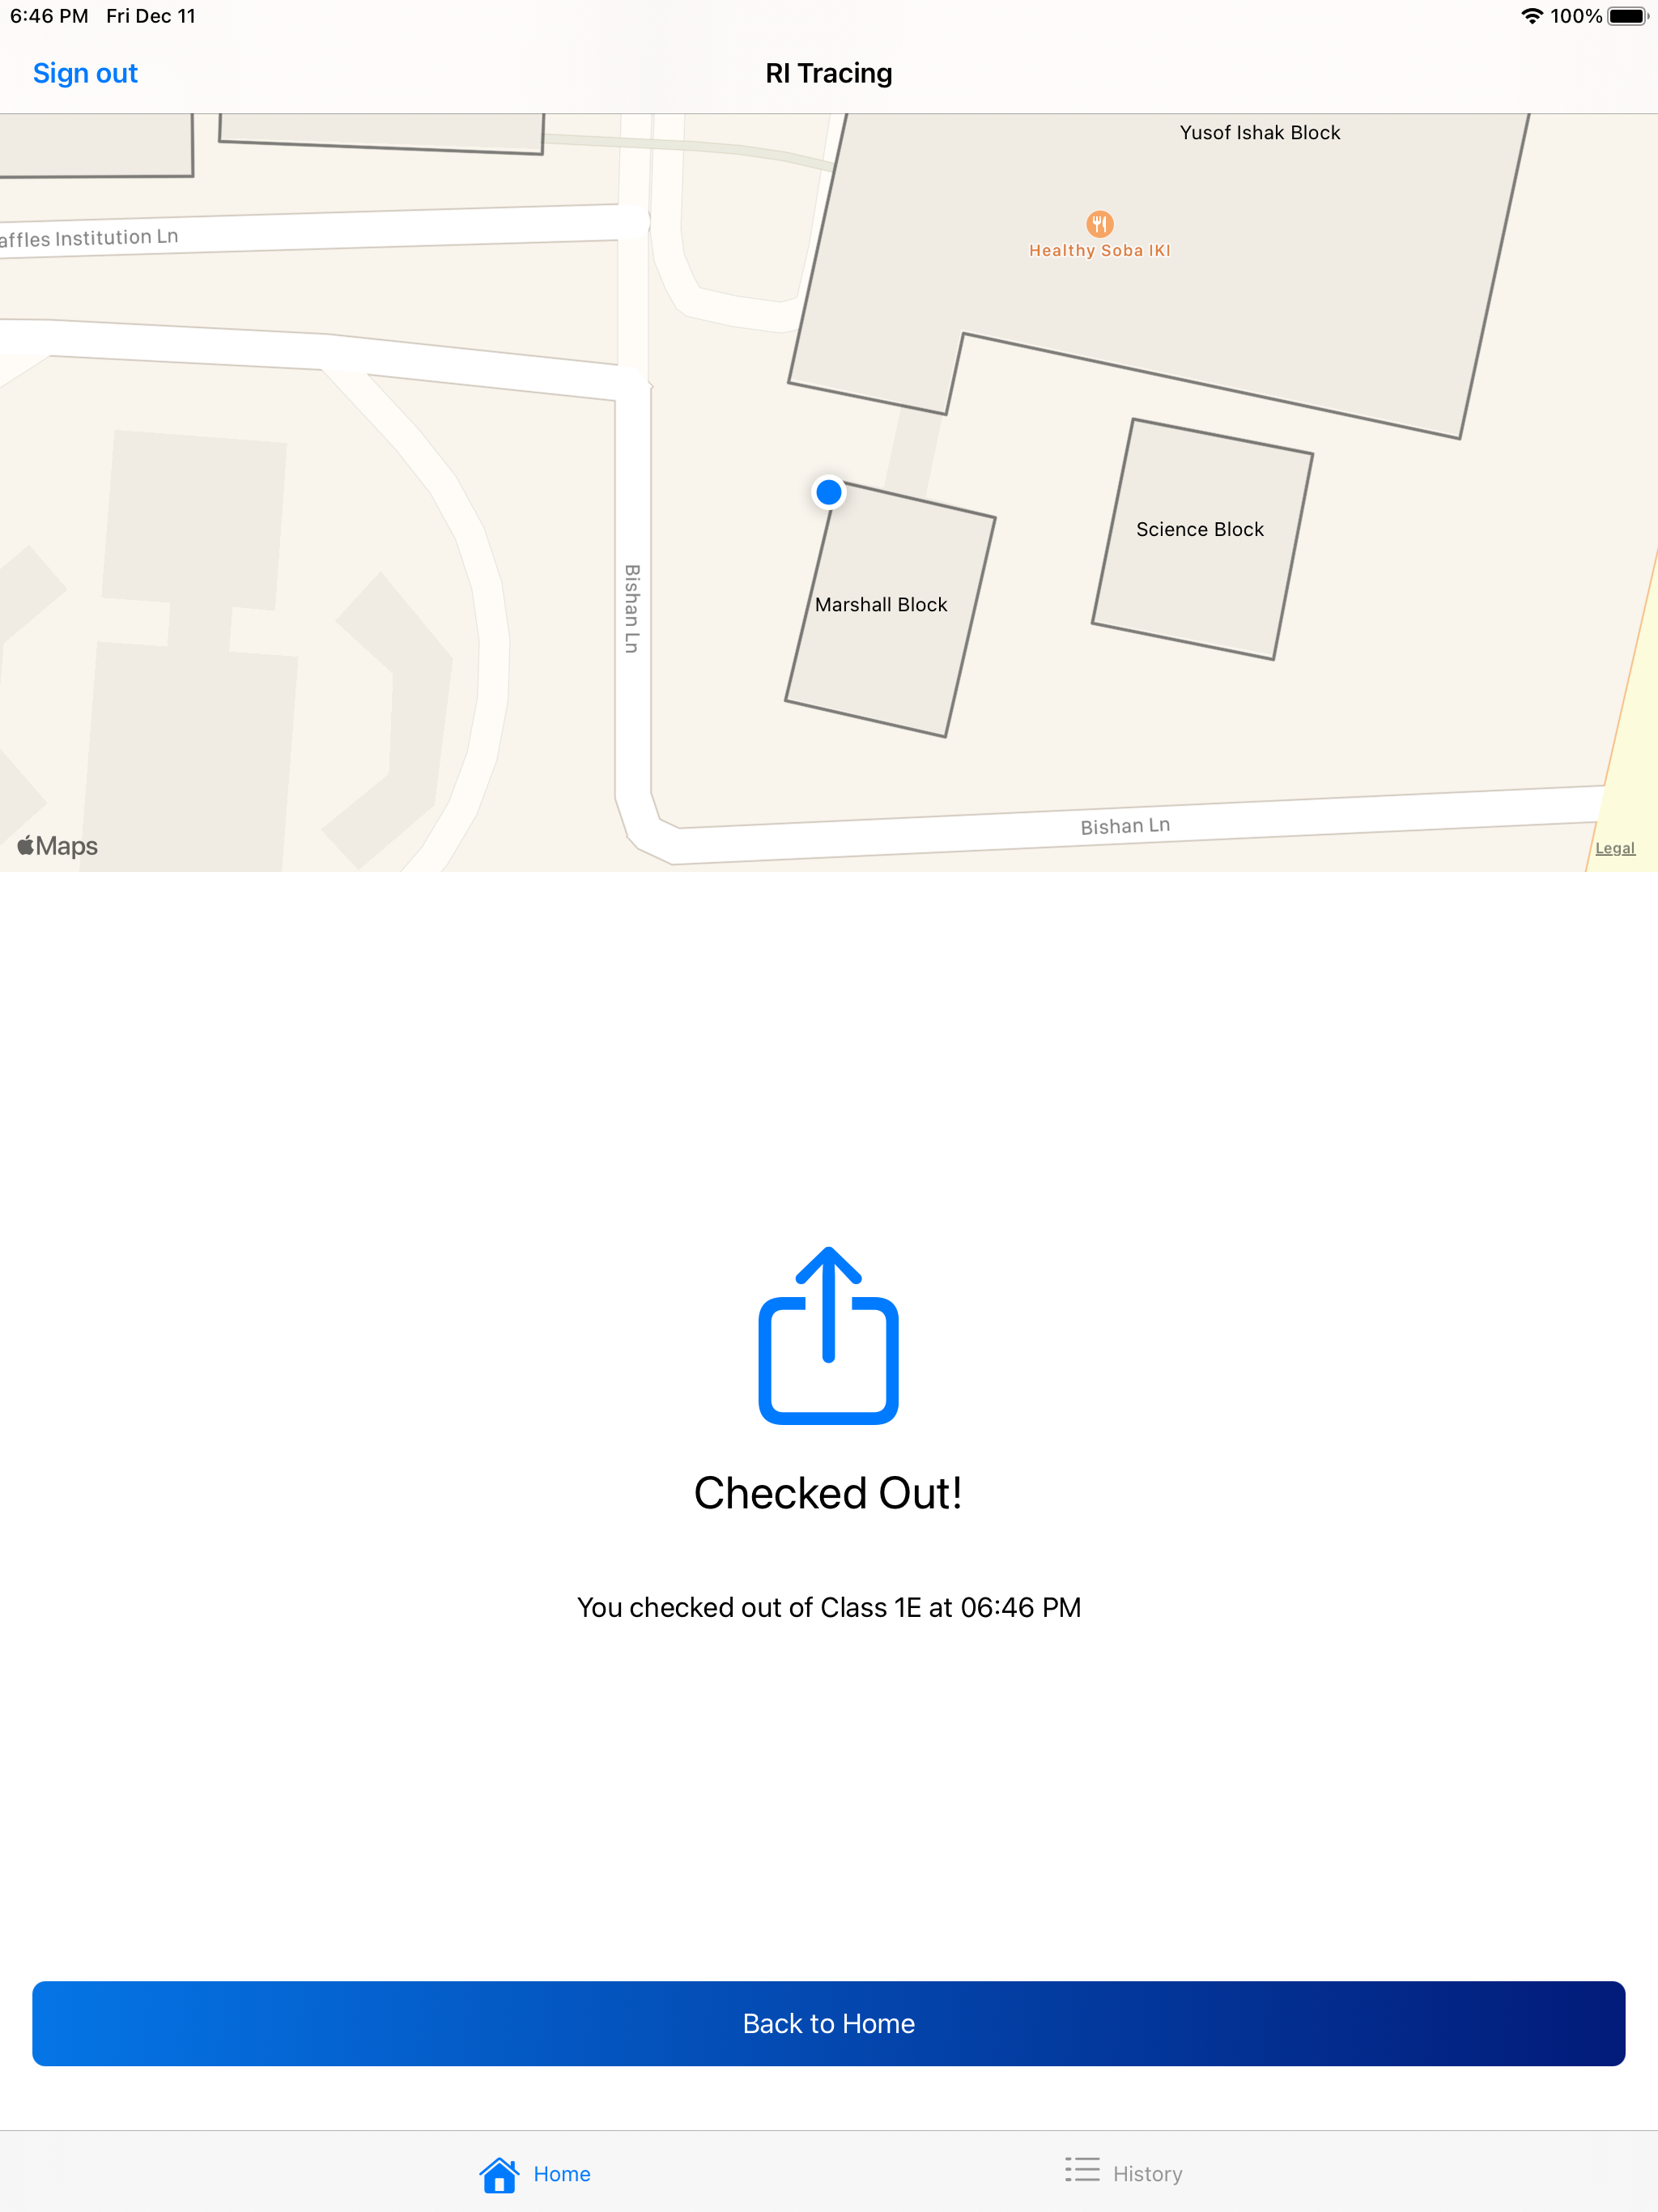 6:46 PM Fri Dec 11 100%
Sign out RI Tracing
Yusof Ishak Block
affles Institution Ln
Healthy Soba IKI
Science Block
Bishan Ln
Marshall Block
Bishan Ln
Maps
Legal
Checked Out!
You checked out of Class 1E at 06:46 PM
Back to Home
Home History